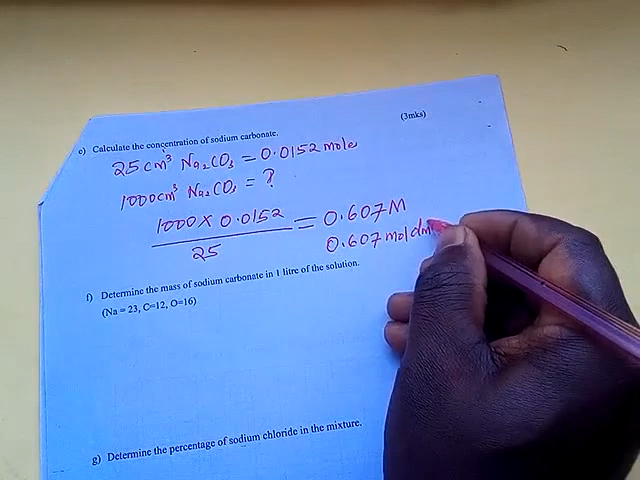 (3mks)
e) Calculate the concentration of sodium carbonate.
25cm³ Na₂CO₃ = 0.0152 mole
1000cm³ Na₂CO₃ = ?
1000 x 0.0152 = 0.607M
25
0.607 mol dm
f) Determine the mass of sodium carbonate in 1 litre of the solution.
(Na = 23, C=12, O=16)
g) Determine the percentage of sodium chloride in the mixture.